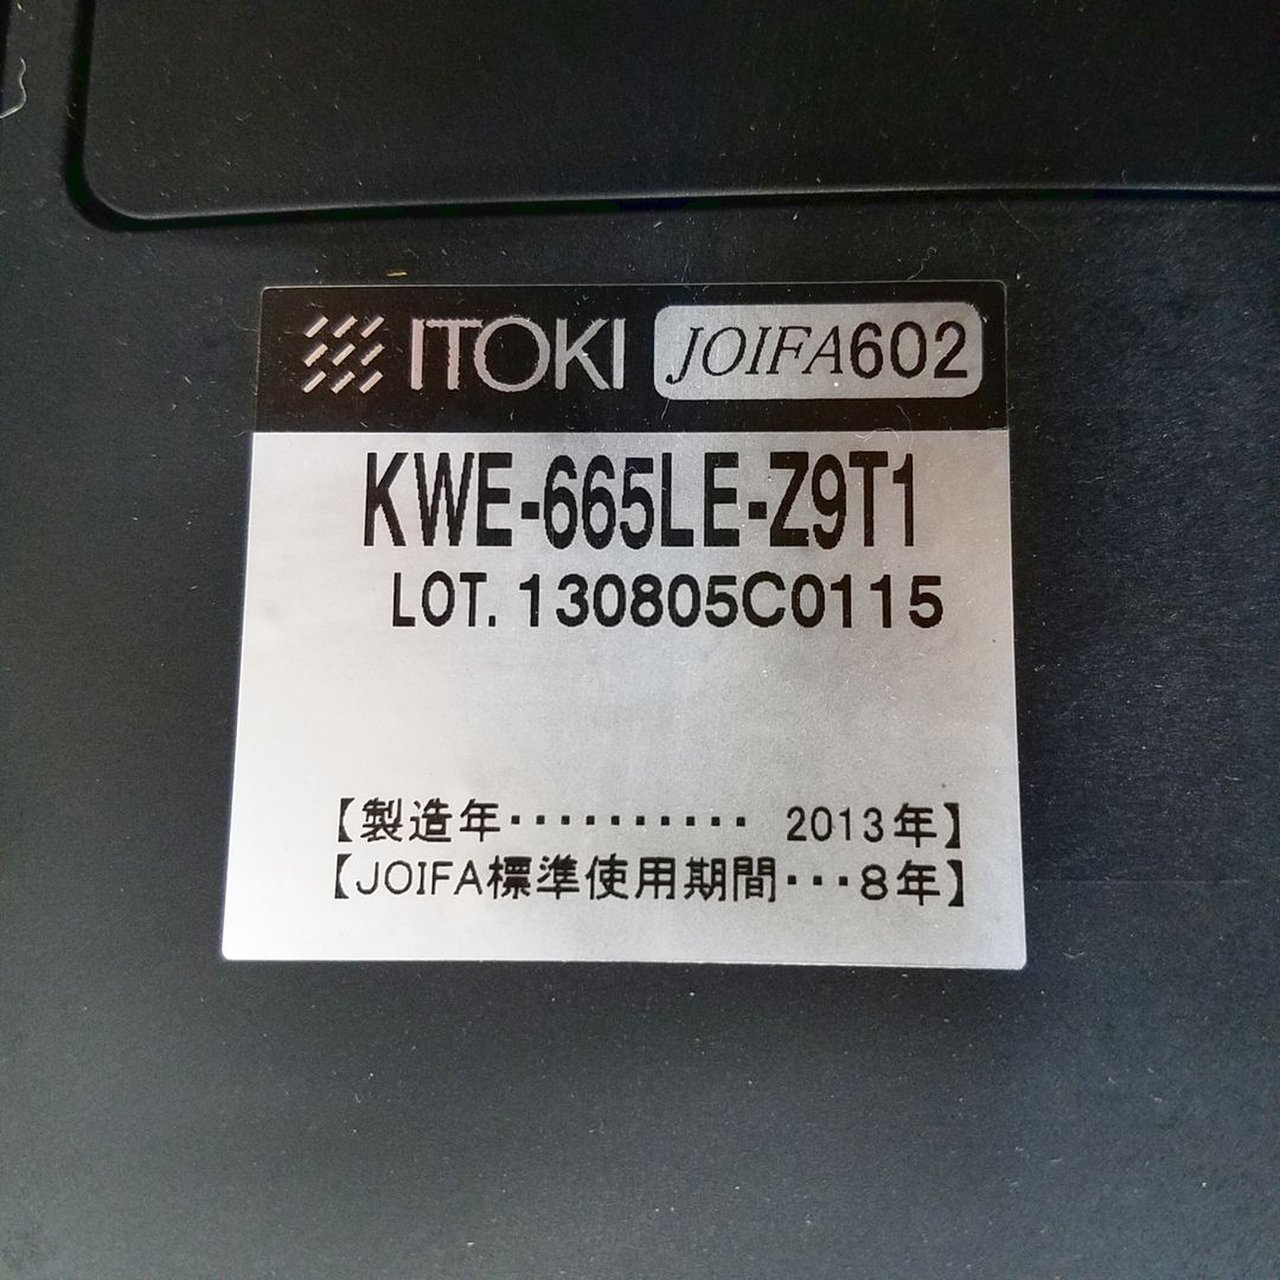 ITOKI JOIFA602
KWE-665LE-Z9T1
LOT. 130805C0115
【製造年・・・・・・・・・・ 2013年】
【JOIFA標準使用期間・・・8年】